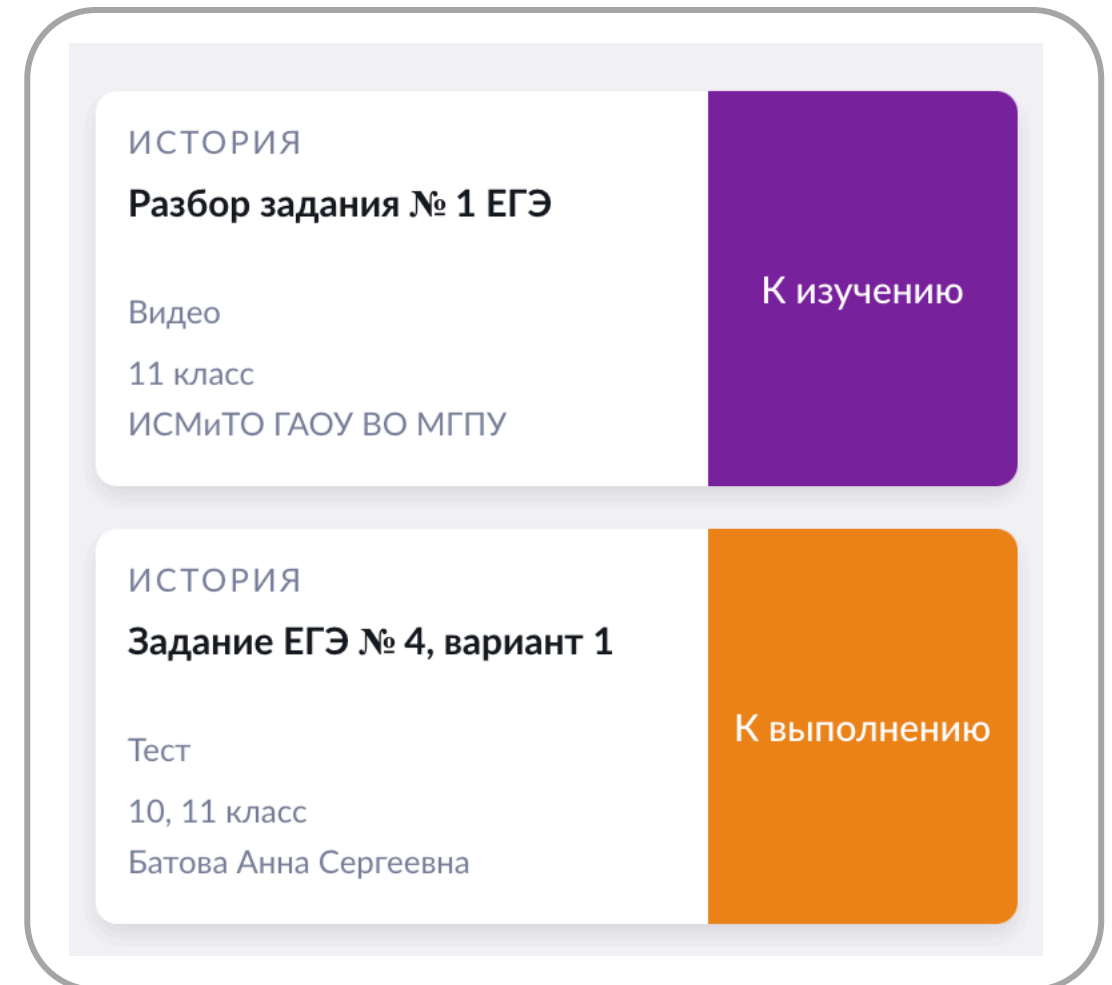 ИСТОРИЯ
Разбор задания № 1 ЕГЭ
Видео
11 класс
ИСМиТО ГАОУ ВО МГПУ
К изучению
ИСТОРИЯ
Задание ЕГЭ № 4, вариант 1
Тест
10, 11 класс
Батова Анна Сергеевна
К выполнению